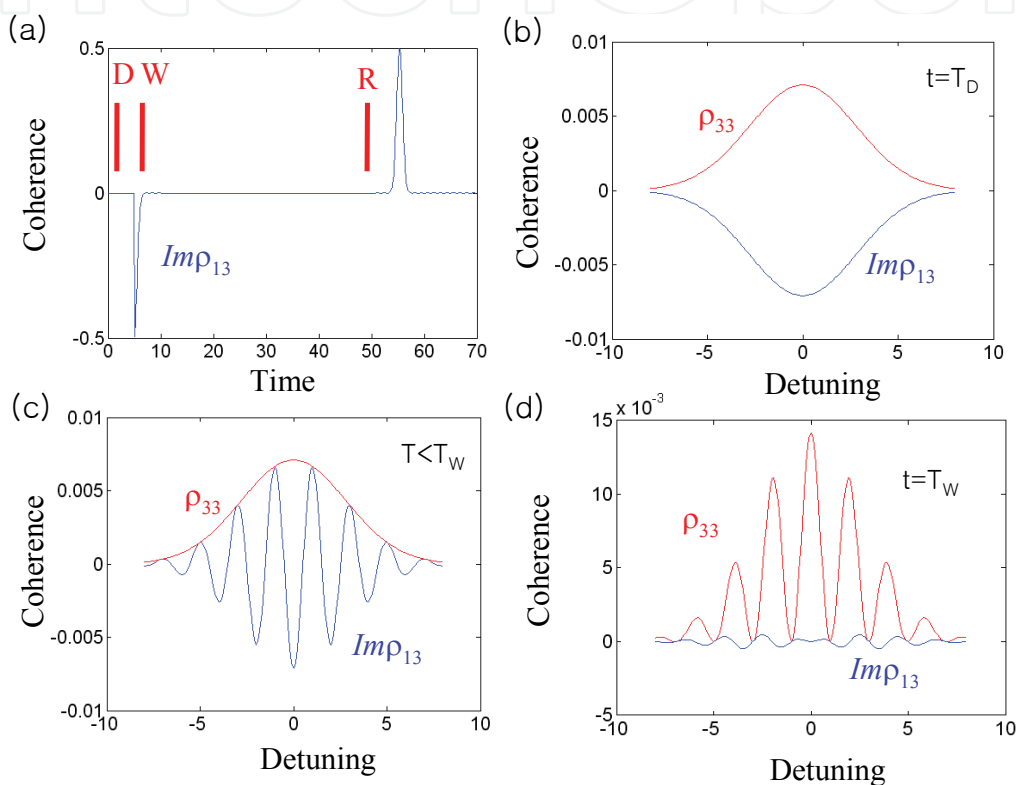 (a)
0.5
D W
R
Coherence
0
Imρ13
-0.5
0 10 20 30 40 50 60 70
Time
(b)
0.01
t=TD
0.005
ρ33
Coherence
0
-0.005
Imρ13
-0.01
-10 -5 0 5 10
Detuning
(c)
0.01
T<TW
0.005
ρ33
Coherence
0
-0.005
Imρ13
-0.01
-10 -5 0 5 10
Detuning
(d)
x 10-3
15
t=TW
10
ρ33
Coherence
5
0
Imρ13
-5
-10 -5 0 5 10
Detuning